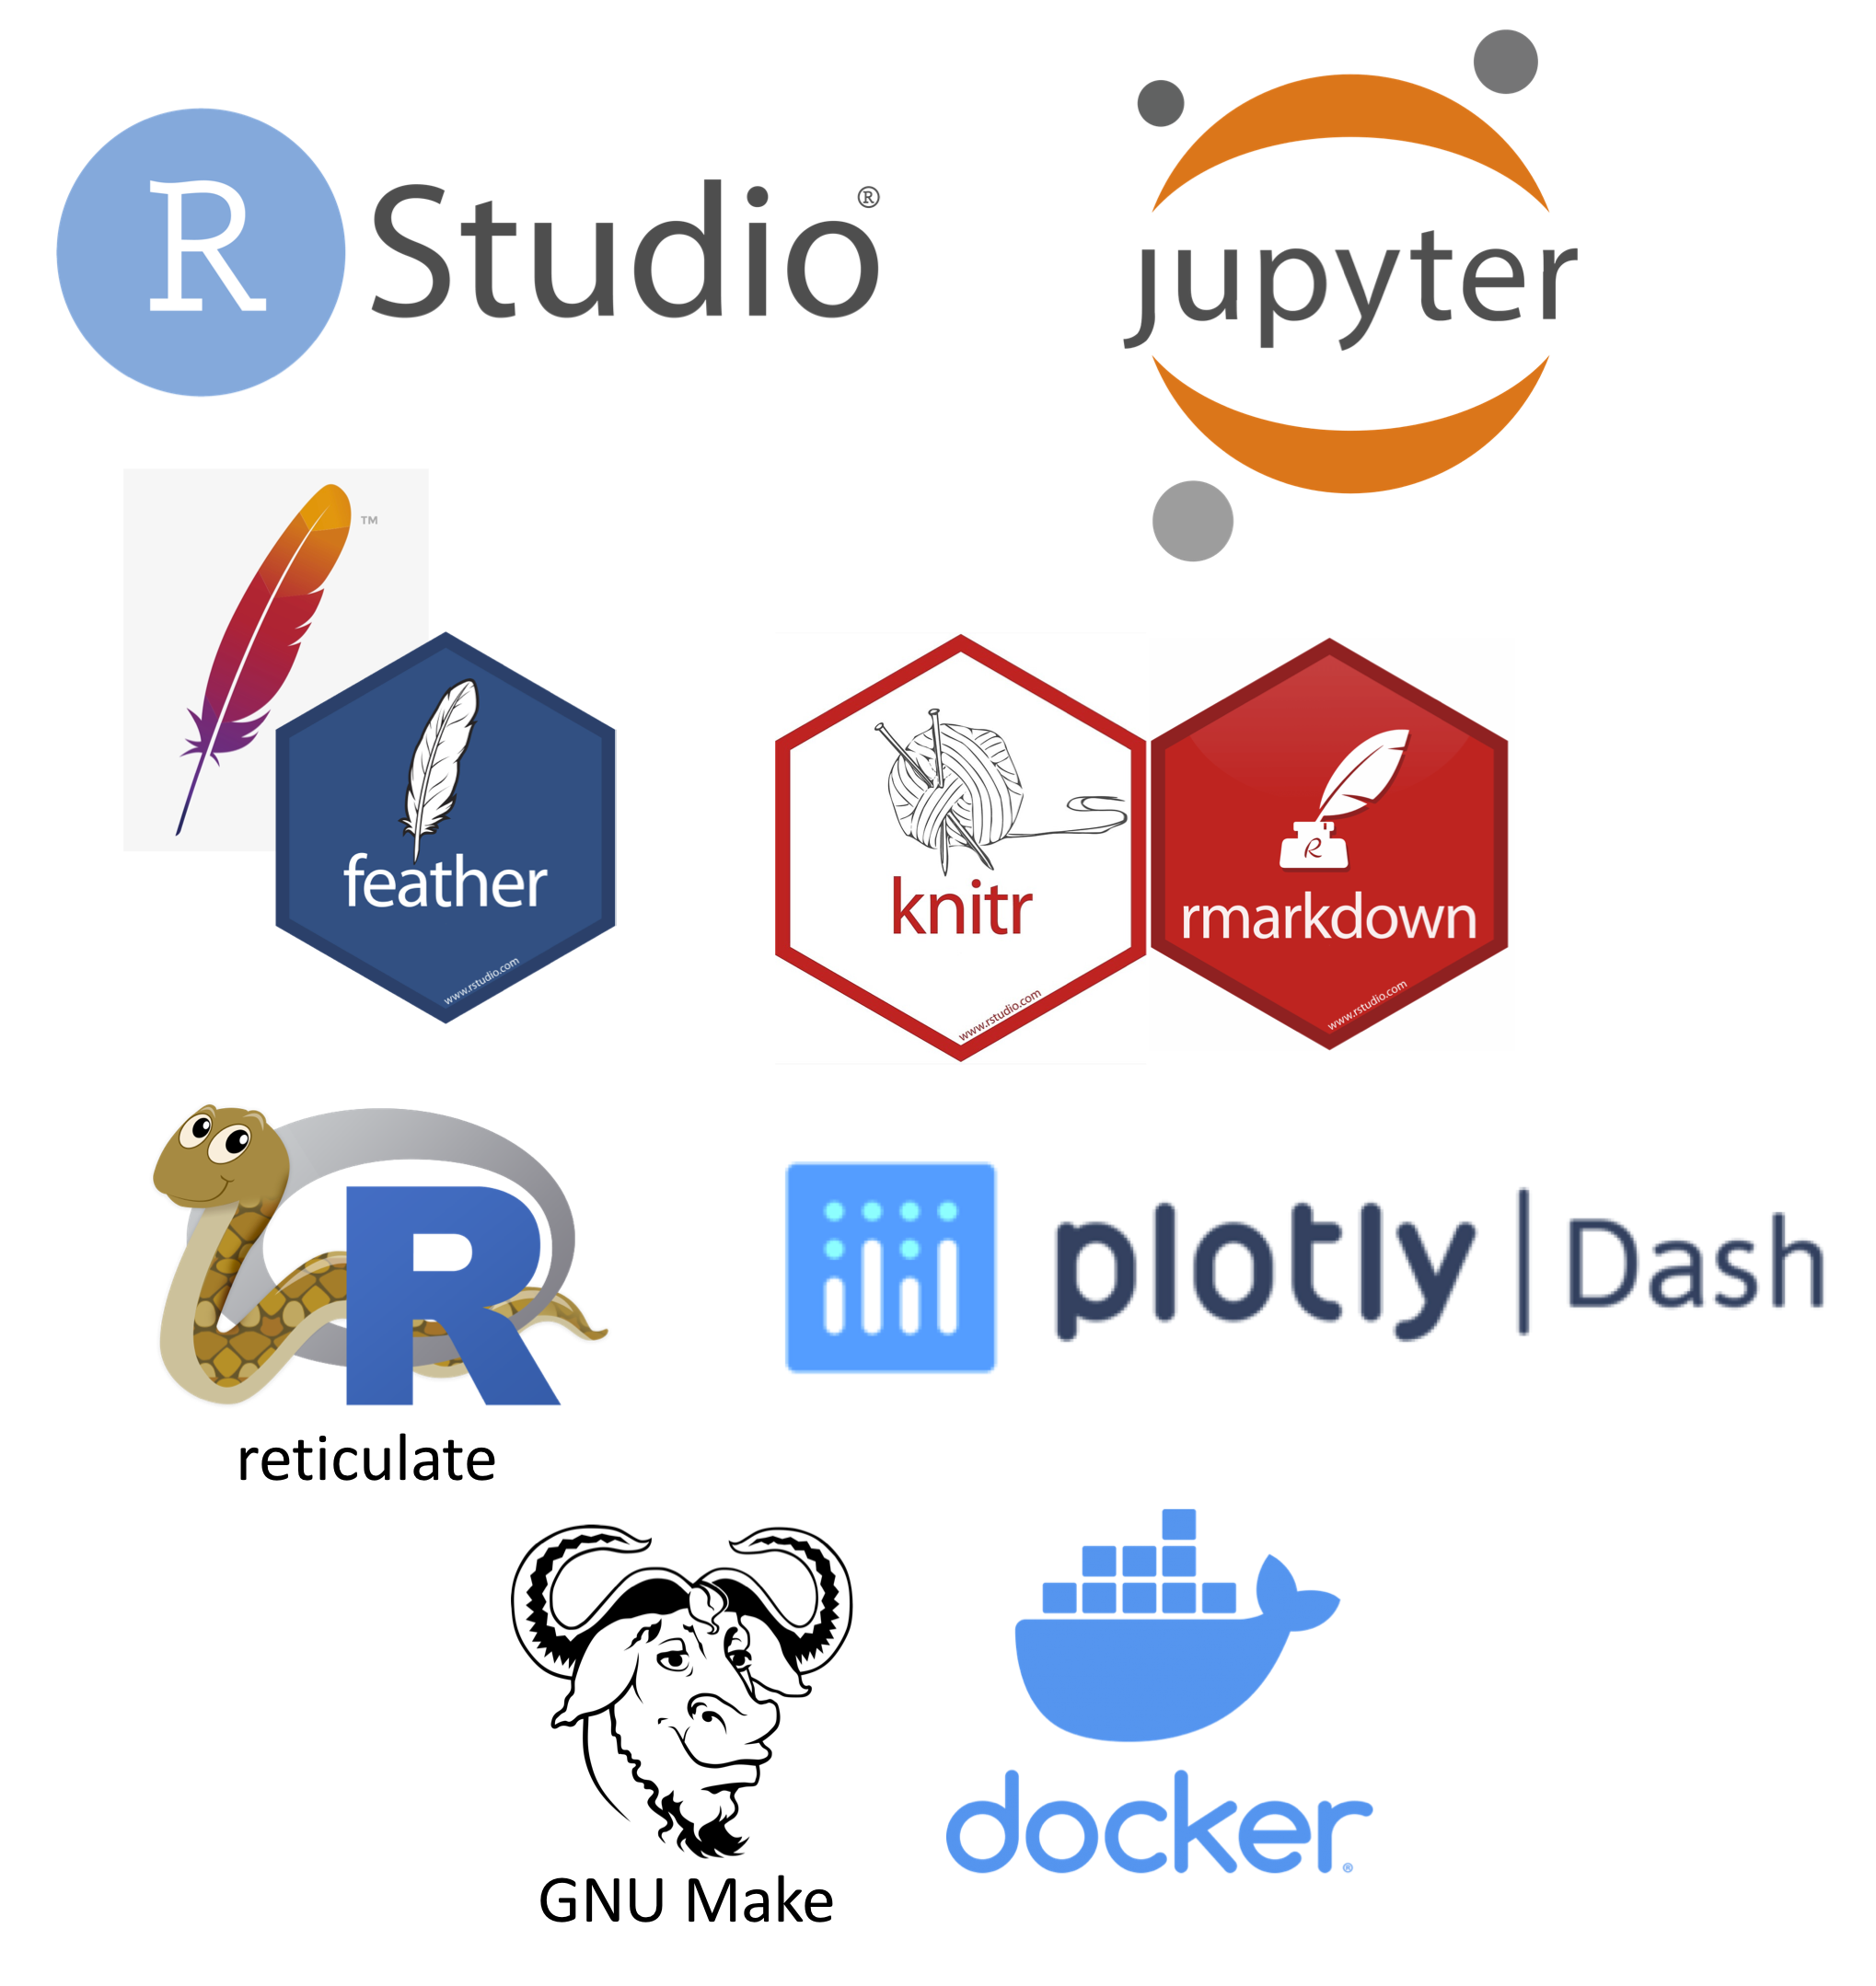 R Studio®
jupyter
TM
feather
www.rstudio.com
knitr
www.rstudio.com
R
rmarkdown
www.rstudio.com
R
reticulate
plotly | Dash
GNU Make
docker®